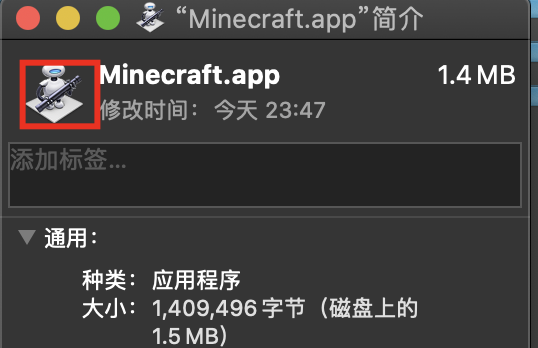 “Minecraft.app”简介
Minecraft.app 1.4 MB
修改时间：今天 23:47
添加标签...
通用：
种类：应用程序
大小：1,409,496 字节（磁盘上的
1.5 MB）